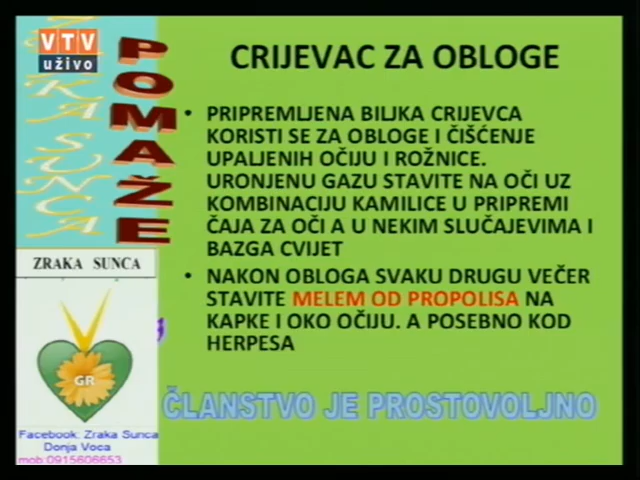 VTV
uživo
POMAŽE
CRIJEVAC ZA OBLOGE
• PRIPREMLJENA BILJKA CRIJEVCA
KORISTI SE ZA OBLOGE I ČIŠĆENJE
UPALJENIH OČIJU I ROŽNICE.
URONJENU GAZU STAVITE NA OČI UZ
KOMBINACIJU KAMILICE U PRIPREMI
ČAJA ZA OČI A U NEKIM SLUČAJEVIMA I
BAZGA CVIJET
• NAKON OBLOGA SVAKU DRUGU VEČER
STAVITE MELEM OD PROPOLISA NA
KAPKE I OKO OČIJU. A POSEBNO KOD
HERPESA
ČLANSTVO JE PROSTOVOLJNO
SUNCA
ZRAKA SUNCA
GR
Facebook: Zraka Sunca
Donja Voca
mob:0915606653